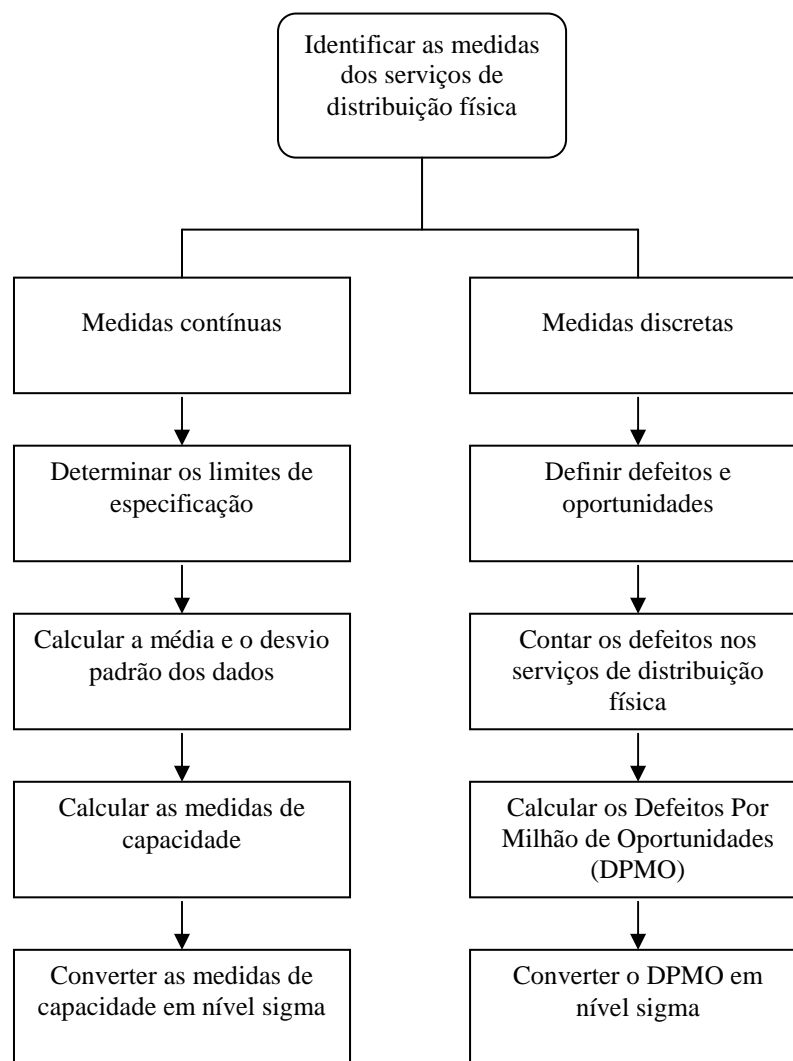 Identificar as medidas
dos serviços de
distribuição física
Medidas contínuas
Determinar os limites de
especificação
Calcular a média e o desvio
padrão dos dados
Calcular as medidas de
capacidade
Converter as medidas de
capacidade em nível sigma
Medidas discretas
Definir defeitos e
oportunidades
Contar os defeitos nos
serviços de distribuição
física
Calcular os Defeitos Por
Milhão de Oportunidades
(DPMO)
Converter o DPMO em
nível sigma